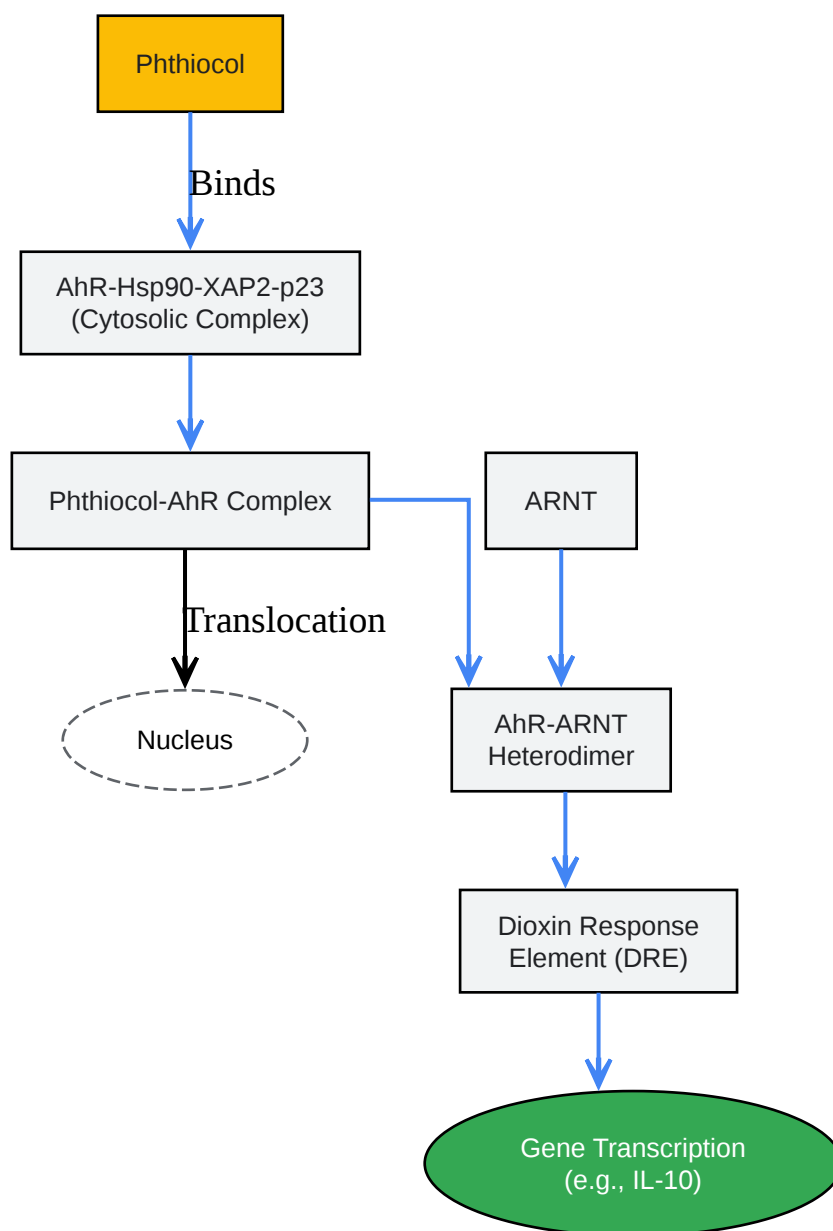 Phthiocol
Binds
AhR-Hsp90-XAP2-p23
(Cytosolic Complex)
Phthiocol-AhR Complex
ARNT
Translocation
Nucleus
AhR-ARNT
Heterodimer
Dioxin Response
Element (DRE)
Gene Transcription
(e.g., IL-10)